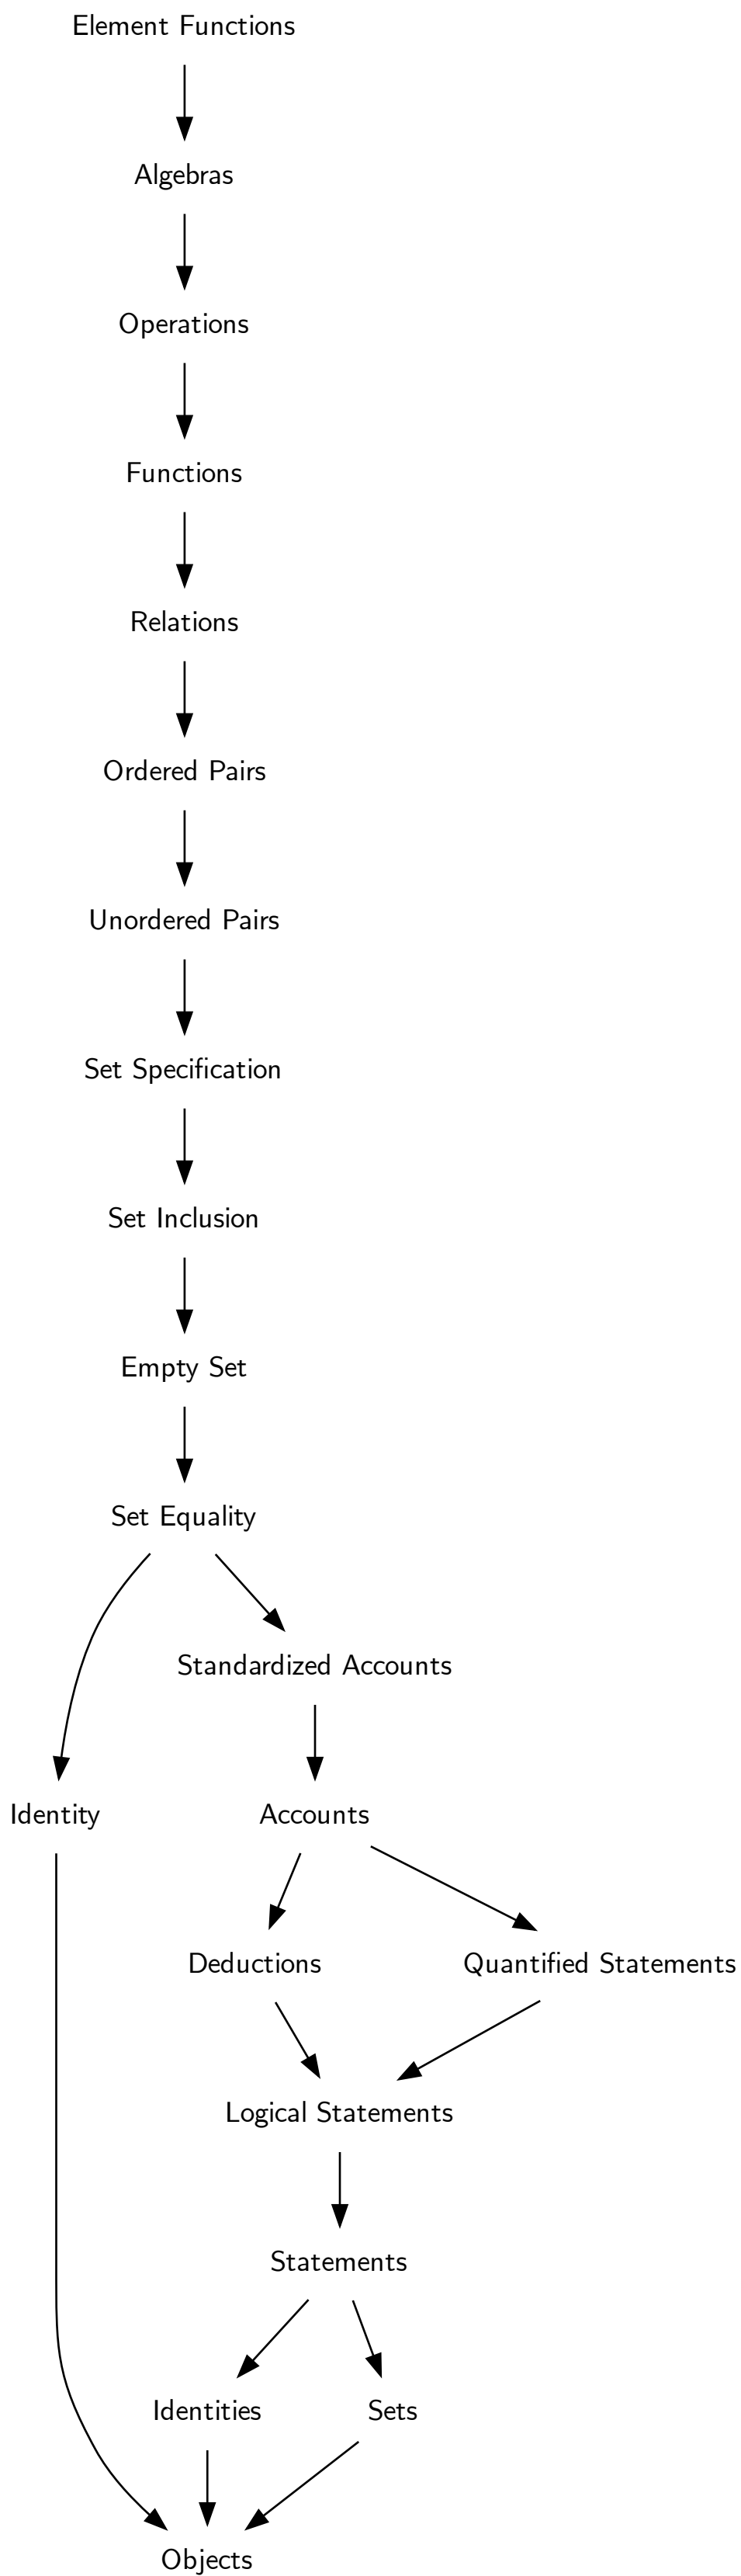 Element Functions
Algebras
Operations
Functions
Relations
Ordered Pairs
Unordered Pairs
Set Specification
Set Inclusion
Empty Set
Set Equality
Standardized Accounts
Identity
Accounts
Deductions
Quantified Statements
Logical Statements
Statements
Identities
Sets
Objects